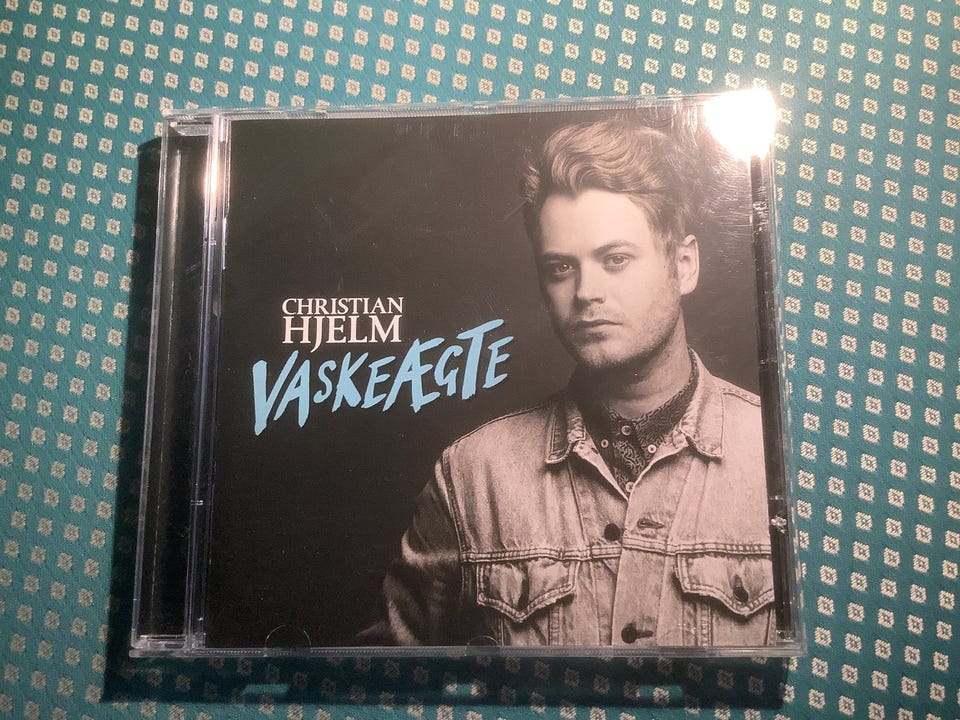 CHRISTIAN
HJELM
VASKEÆGTE